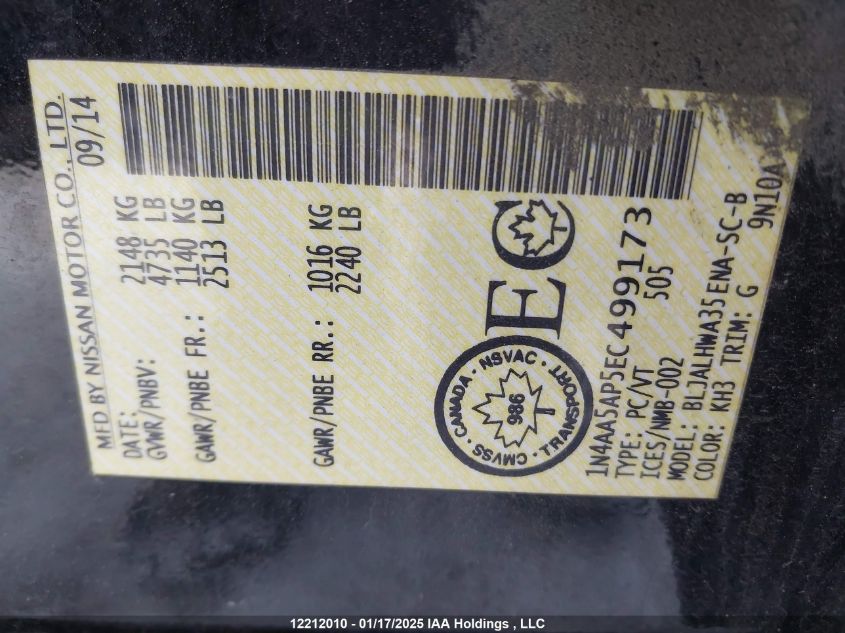 MFD BY NISSAN MOTOR CO., LTD.
DATE: 09/14
GVWR/PNBV: 2148 KG
4735 LB
GAWR/PNBE FR.: 1140 KG
2513 LB
GAWR/PNBE RR.: 1016 KG
2240 LB
CMVSS · CANADA · NSVAC · TRANSPORT
986
EC
1N4AA5AP5EC499173
TYPE: PC/VT 505
ICES/NMB-002
MODEL: BLJALHWA35ENA-SC-B
COLOR: KH3 TRIM: G 9N10A
12212010 - 01/17/2025 IAA Holdings , LLC